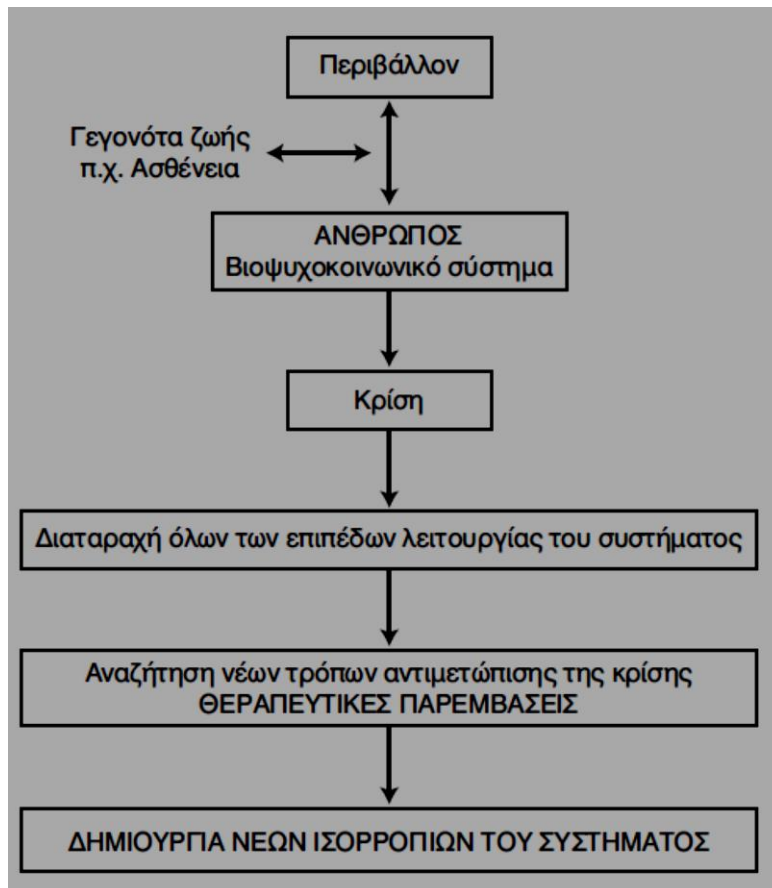 Περιβάλλον
Γεγονότα ζωής
π.χ. Ασθένεια
ΑΝΘΡΩΠΟΣ
Βιοψυχοκοινωνικό σύστημα
Κρίση
Διαταραχή όλων των επιπέδων λειτουργίας του συστήματος
Αναζήτηση νέων τρόπων αντιμετώπισης της κρίσης
ΘΕΡΑΠΕΥΤΙΚΕΣ ΠΑΡΕΜΒΑΣΕΙΣ
ΔΗΜΙΟΥΡΓΙΑ ΝΕΩΝ ΙΣΟΡΡΟΠΙΩΝ ΤΟΥ ΣΥΣΤΗΜΑΤΟΣ